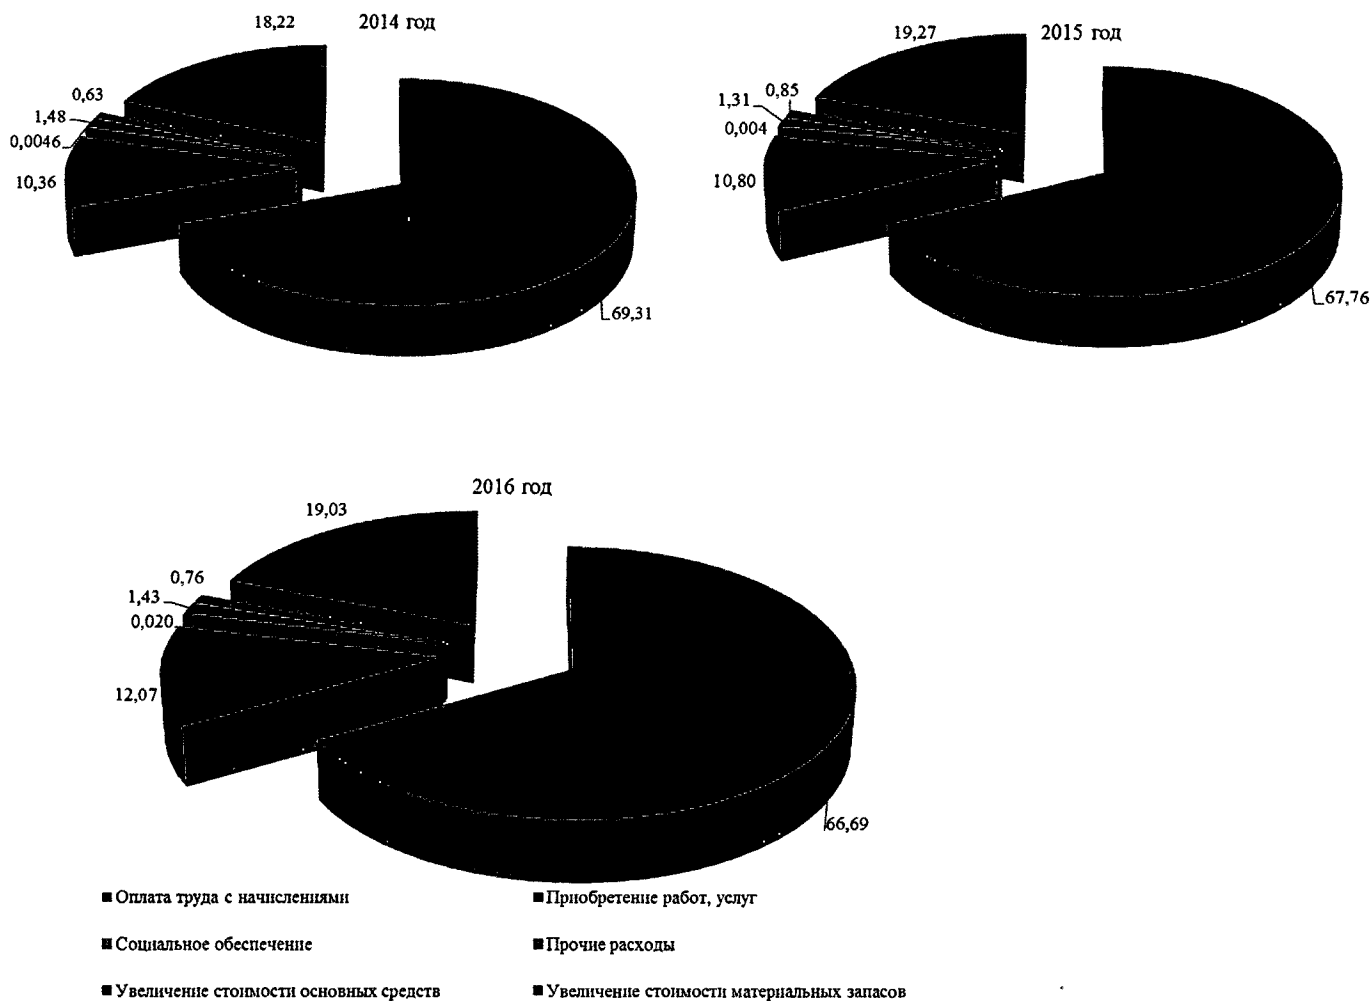 2014 год
18,22
0,63
1,48
0,0046
10,36
69,31
2015 год
19,27
0,85
1,31
0,004
10,80
67,76
2016 год
19,03
0,76
1,43
0,020
12,07
66,69
Оплата труда с начислениями
Приобретение работ, услуг
Социальное обеспечение
Прочие расходы
Увеличение стоимости основных средств
Увеличение стоимости материальных запасов